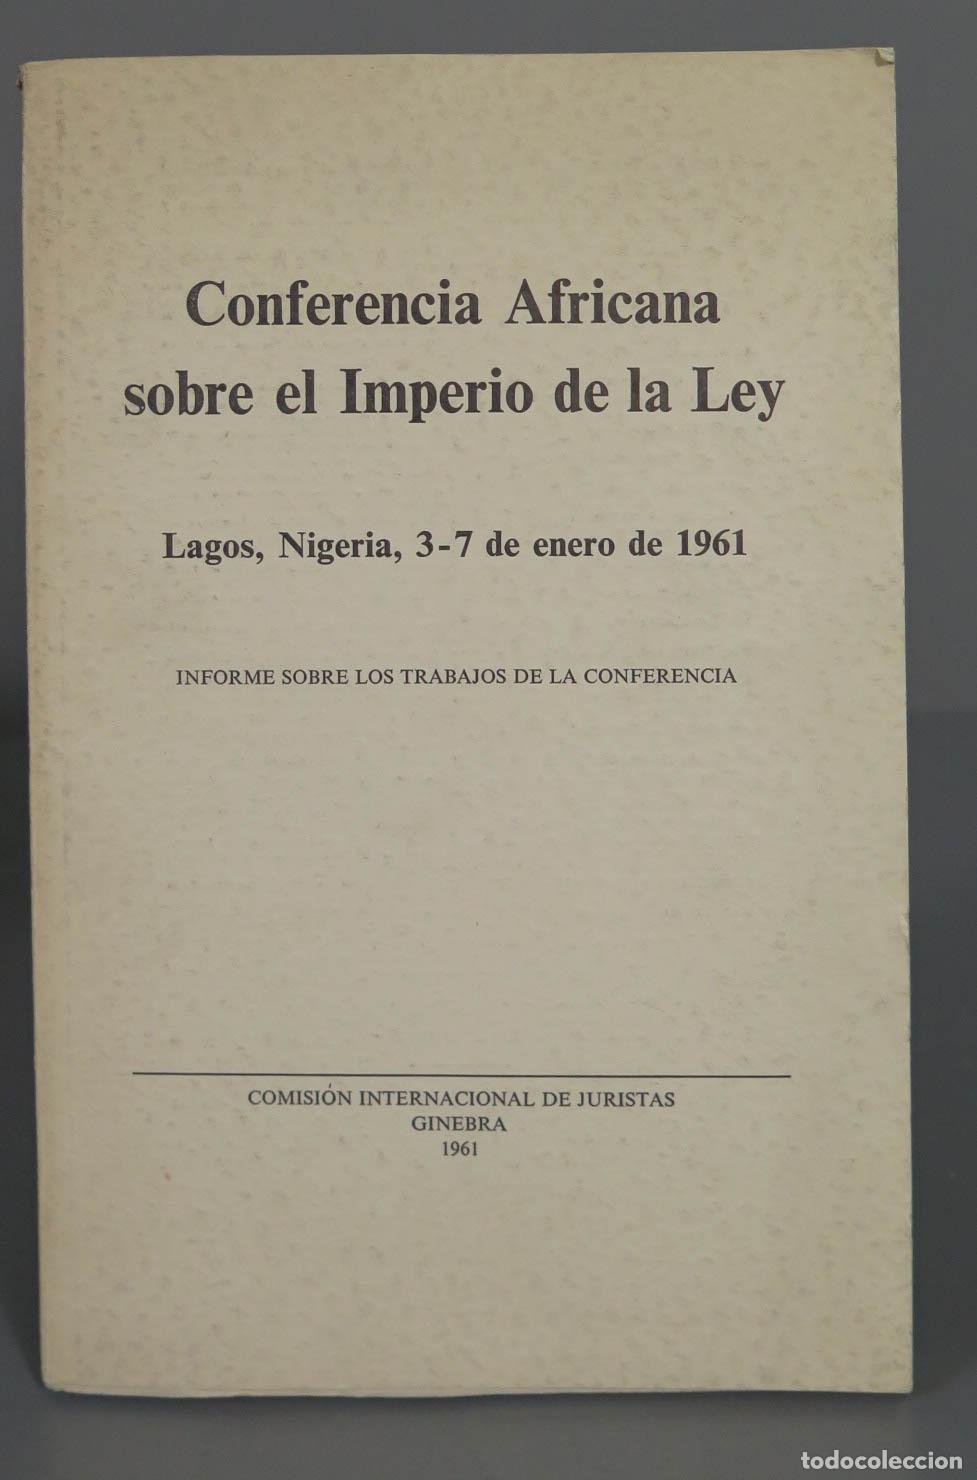 Conferencia Africana
sobre el Imperio de la Ley
Lagos, Nigeria, 3-7 de enero de 1961
INFORME SOBRE LOS TRABAJOS DE LA CONFERENCIA
COMISIÓN INTERNACIONAL DE JURISTAS
GINEBRA
1961
todocoleccion